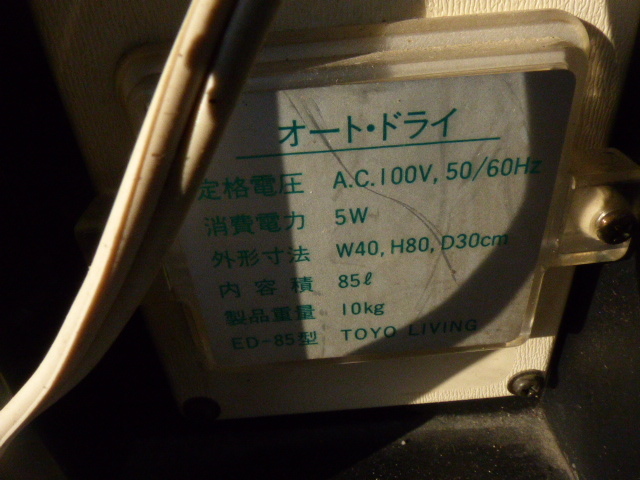 オート・ドライ
定格電圧 A.C.100V, 50/60Hz
消費電力 5W
外形寸法 W40, H80, D30cm
内容積 85ℓ
製品重量 10kg
ED-85型 TOYO LIVING